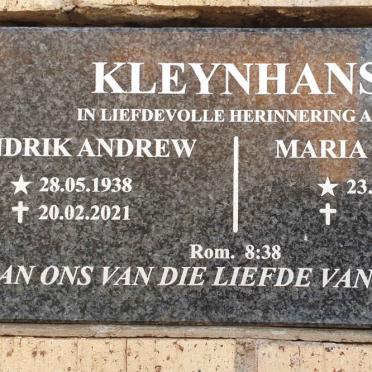 KLEYNHANS
IN LIEFDEVOLLE HERINNERING A
NDRIK ANDREW MARIA
★ 28.05.1938 ★ 23.
✝ 20.02.2021 ✝
Rom. 8:38
AN ONS VAN DIE LIEFDE VAN